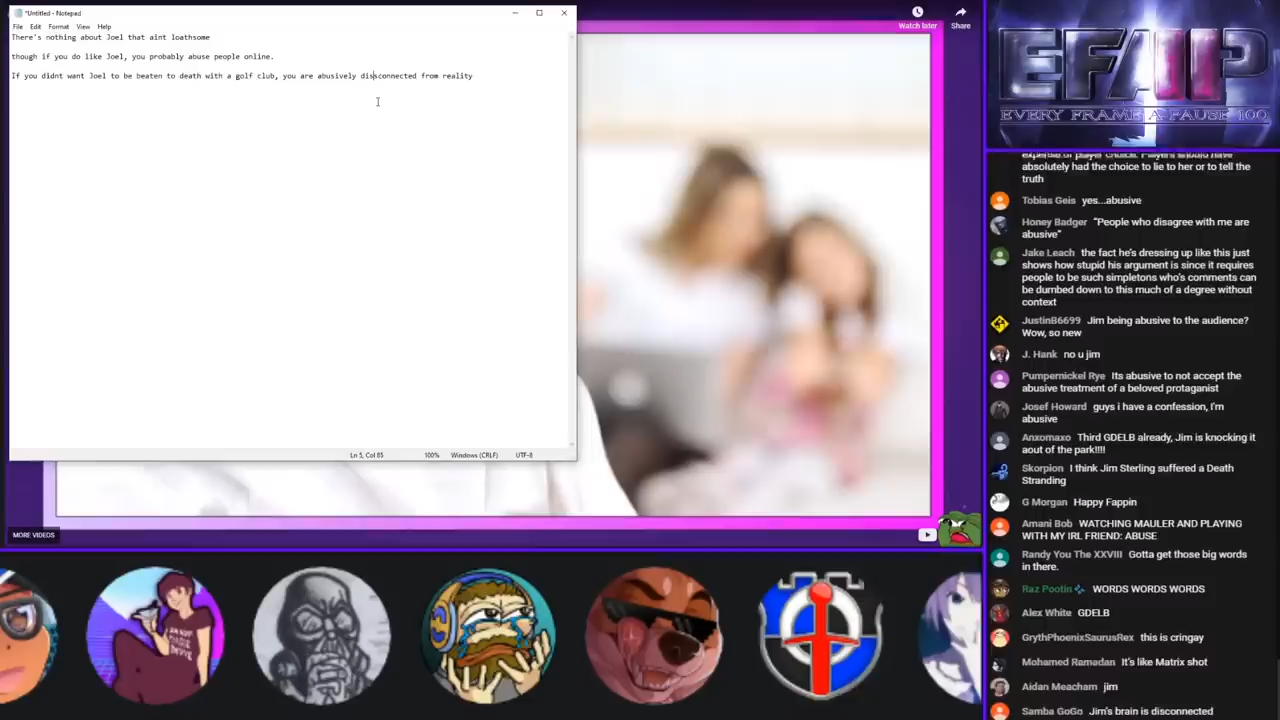 *Untitled - Notepad
File Edit Format View Help
There's nothing about Joel that aint loathsome
though if you do like Joel, you probably abuse people online.
If you didnt want Joel to be beaten to death with a golf club, you are abusively disconnected from reality
Ln 5, Col 85 100% Windows (CRLF) UTF-8
Watch later Share
MORE VIDEOS
EFAP
EVERY FRAME A PAUSE 100
expense of player choice. Players should have
absolutely had the choice to lie to her or to tell the
truth
Tobias Geis yes...abusive
Honey Badger “People who disagree with me are
abusive”
Jake Leach the fact he's dressing up like this just
shows how stupid his argument is since it requires
people to be such simpletons who's comments can
be dumbed down to this much of a degree without
context
JustinB6699 Jim being abusive to the audience?
Wow, so new
J. Hank no u jim
Pumpernickel Rye Its abusive to not accept the
abusive treatment of a beloved protaganist
Josef Howard guys i have a confession, I'm
abusive
Anxomaxo Third GDELB already, Jim is knocking it
aout of the park!!!!
Skorpion I think Jim Sterling suffered a Death
Stranding
G Morgan Happy Fappin
Amani Bob WATCHING MAULER AND PLAYING
WITH MY IRL FRIEND: ABUSE
Randy You The XXVIII Gotta get those big words
in there.
Raz Pootin WORDS WORDS WORDS
Alex White GDELB
GrythPhoenixSaurusRex this is cringay
Mohamed Ramadan It's like Matrix shot
Aidan Meacham jim
Samba GoGo Jim's brain is disconnected